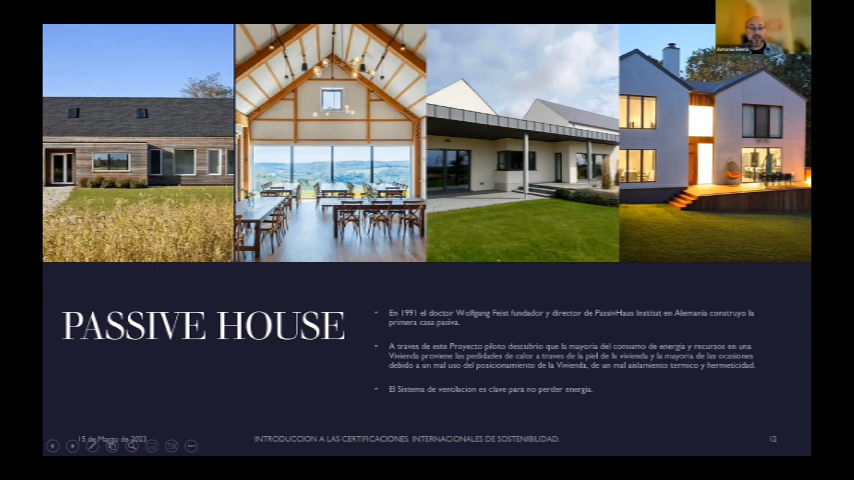 Antonio
PASSIVE HOUSE
- En 1991 el doctor Wolfgang Feist fundador y director de PassivHaus Institut en Alemania construyo la
primera casa pasiva.
- A traves de este Proyecto piloto descubrio que la mayoria del consumo de energia y recursos en una
Vivienda proviene las pedidades de calor a traves de la piel de la vivienda y la mayoria de las ocasiones
debido a un mal uso del posicionamiento de la Vivienda, de un mal aislamiento termico y hermeticidad.
- El Sistema de ventilacion es clave para no perder energia.
15 de Marzo de 2023
INTRODUCCION A LAS CERTIFICACIONES. INTERNACIONALES DE SOSTENIBILIDAD.
12